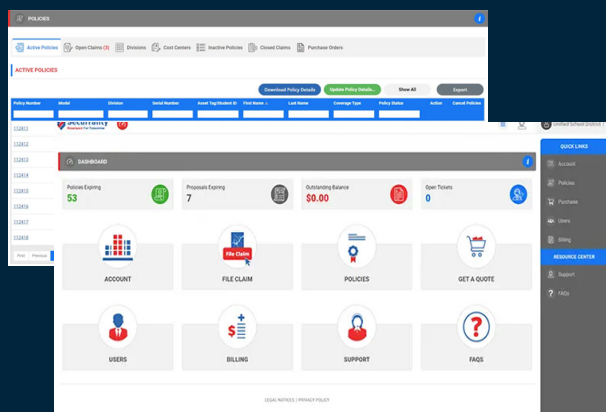 POLICIES
Active Policies Open Claims (3) Divisions Cost Centers Inactive Policies Closed Claims Purchase Orders
ACTIVE POLICIES
Download Policy Details Update Policy Details... Show All Export
Policy Number Model Division Serial Number Asset Tag/Student ID First Name Last Name Coverage Type Policy Status Action Cancel Policies
112411
112412
112413
112414
112415
112416
112417
112418
First Previous
Securranty
Unified School District
DASHBOARD
Policies Expiring
53
Proposals Expiring
7
Outstanding Balance
$0.00
Open Tickets
0
File Claim
ACCOUNT FILE CLAIM POLICIES GET A QUOTE
USERS BILLING SUPPORT FAQS
LEGAL NOTICES | PRIVACY POLICY
QUICK LINKS
Account
Policies
Purchase
Users
Billing
RESOURCE CENTER
Support
FAQs